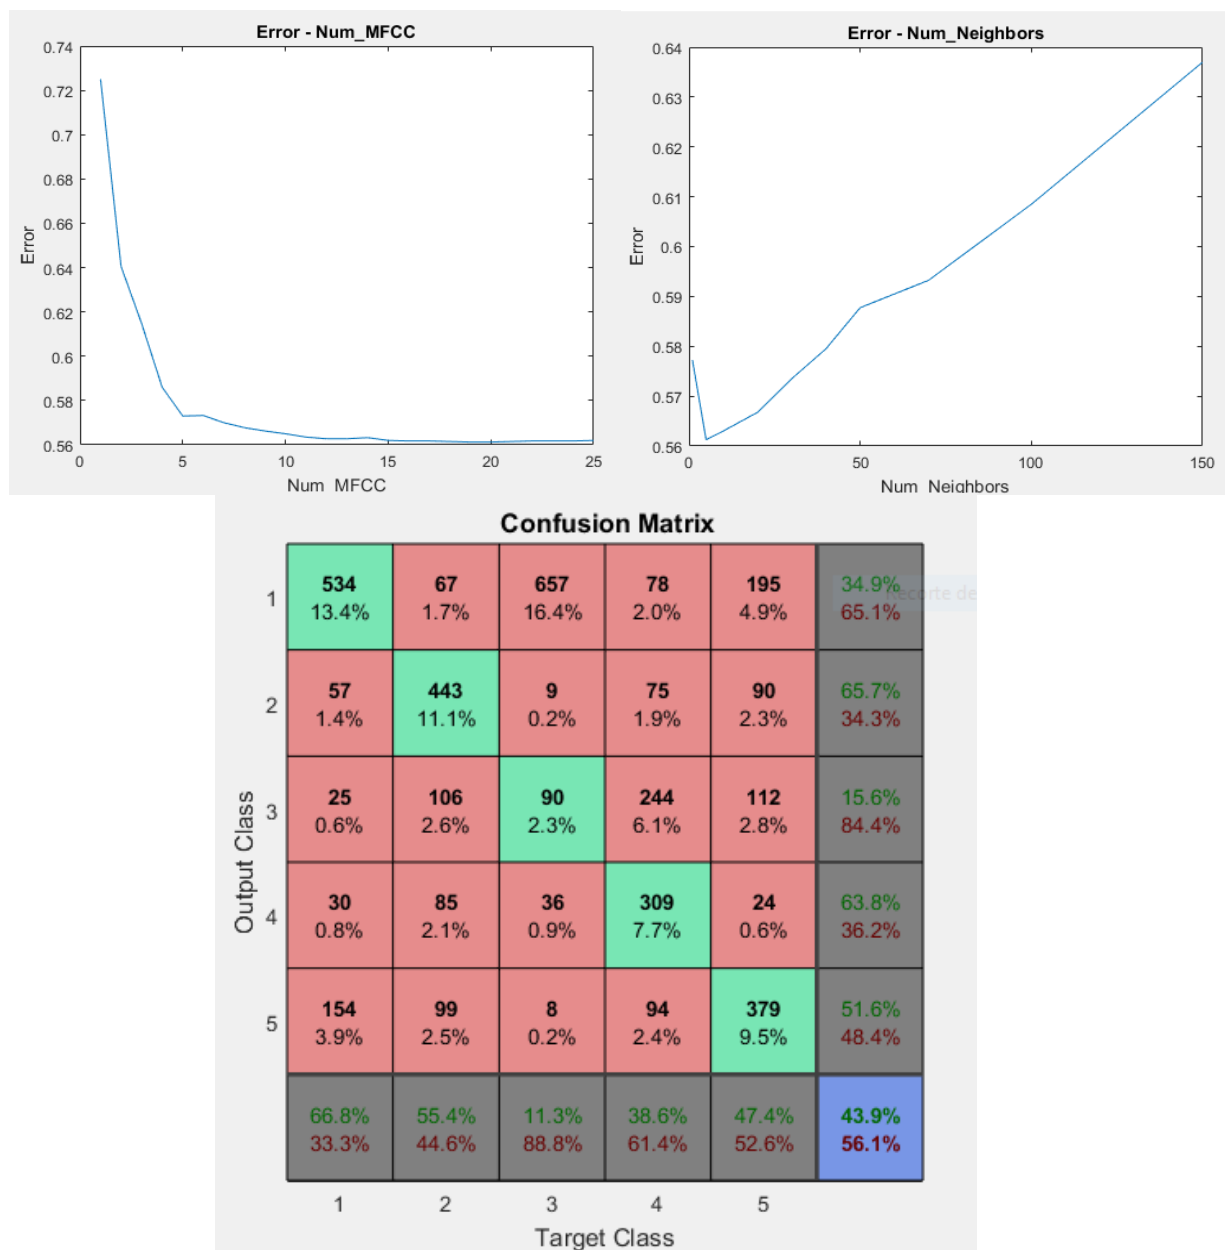 Error - Num_MFCC
0.74
0.72
0.7
0.68
0.66
0.64
0.62
0.6
0.58
0.56
Error
0 5 10 15 20 25
Num_MFCC
Error - Num_Neighbors
0.64
0.63
0.62
0.61
0.6
0.59
0.58
0.57
0.56
Error
0 50 100 150
Num_Neighbors
Confusion Matrix
Output Class
1 534 67 657 78 195 34.9%
13.4% 1.7% 16.4% 2.0% 4.9% 65.1%
Recorte de
2 57 443 9 75 90 65.7%
1.4% 11.1% 0.2% 1.9% 2.3% 34.3%
3 25 106 90 244 112 15.6%
0.6% 2.6% 2.3% 6.1% 2.8% 84.4%
4 30 85 36 309 24 63.8%
0.8% 2.1% 0.9% 7.7% 0.6% 36.2%
5 154 99 8 94 379 51.6%
3.9% 2.5% 0.2% 2.4% 9.5% 48.4%
66.8% 55.4% 11.3% 38.6% 47.4% 43.9%
33.3% 44.6% 88.8% 61.4% 52.6% 56.1%
1 2 3 4 5
Target Class